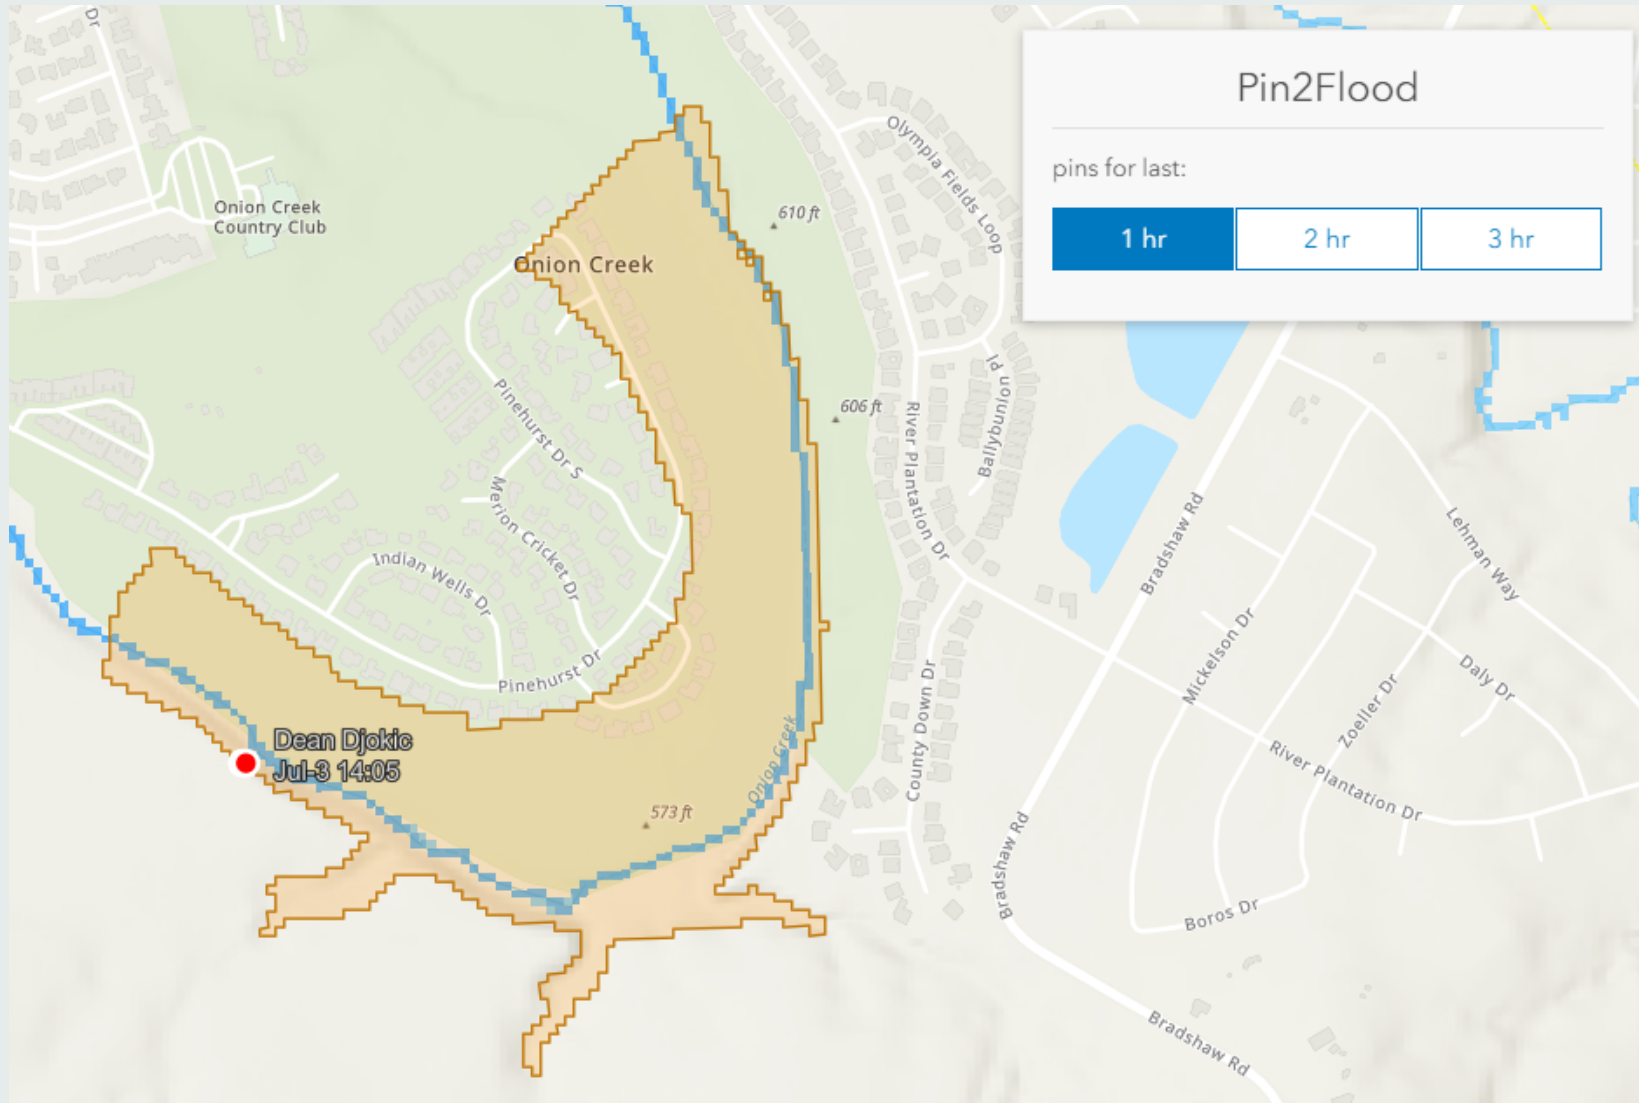 Dr
Pin2Flood
pins for last:
1 hr
2 hr
3 hr
Olympia Fields Loop
Onion Creek
Country Club
610 ft
Onion Creek
Ballybunion Pl
606 ft
Pinehurst Dr S
River Plantation Dr
Merion Cricket Dr
Bradshaw Rd
Lehman Way
Indian Wells Dr
Mickelson Dr
Pinehurst Dr
County Down Dr
Daly Dr
Zoeller Dr
Onion Creek
Dean Djokic
Jul-3 14:05
River Plantation Dr
573 ft
Bradshaw Rd
Boros Dr
Bradshaw Rd